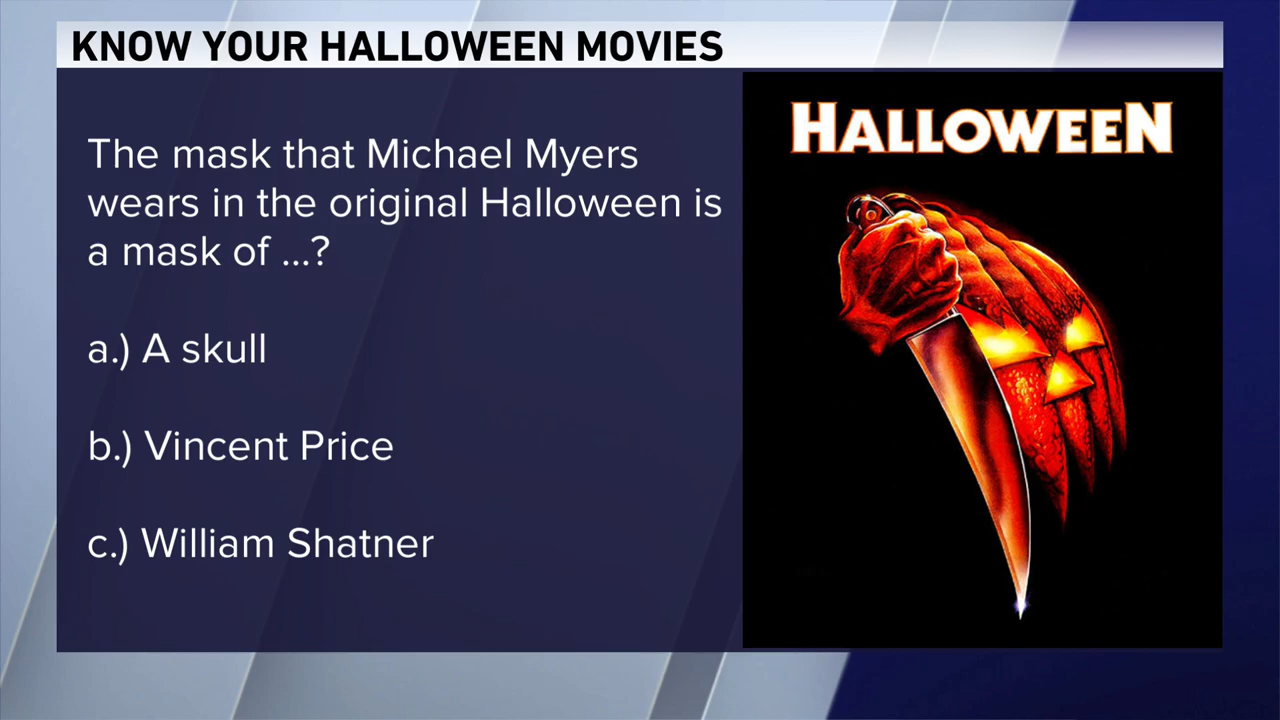 KNOW YOUR HALLOWEEN MOVIES
The mask that Michael Myers
wears in the original Halloween is
a mask of ...?
a.) A skull
b.) Vincent Price
c.) William Shatner
HALLOWEEN